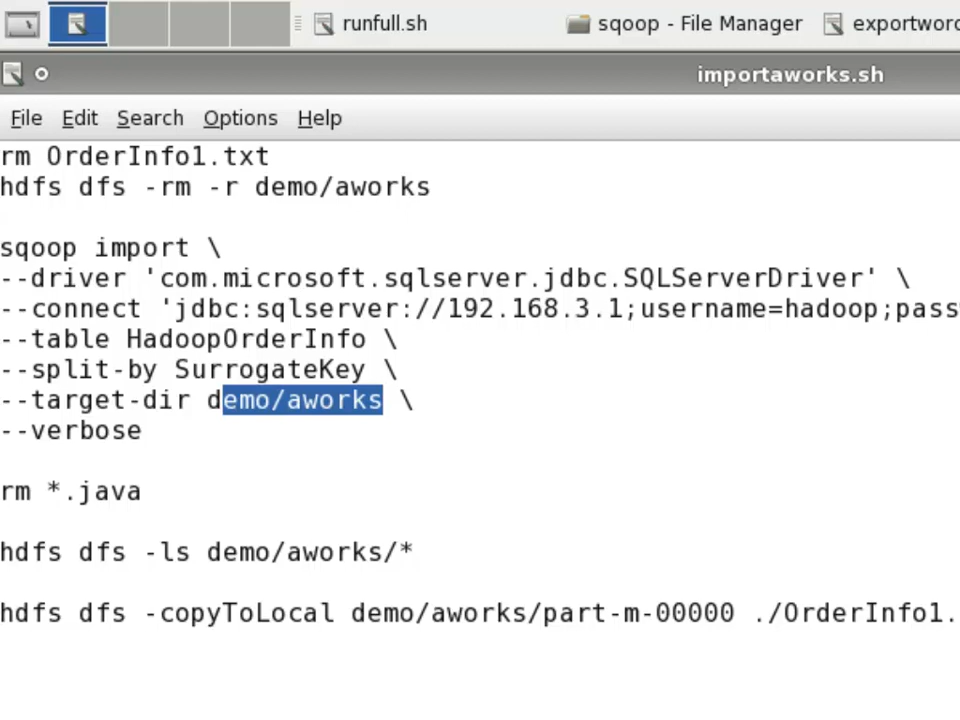 runfull.sh
sqoop - File Manager
importaworks.sh
File Edit Search Options Help
rm OrderInfo1.txt
hdfs dfs -rm -r demo/aworks
sqoop import \
--driver 'com.microsoft.sqlserver.jdbc.SQLServerDriver' \
--connect 'jdbc:sqlserver://192.168.3.1;username=hadoop;pass
--table HadoopOrderInfo \
--split-by SurrogateKey \
--target-dir demo/aworks \
--verbose
rm *.java
hdfs dfs -ls demo/aworks/*
hdfs dfs -copyToLocal demo/aworks/part-m-00000 ./OrderInfo1.